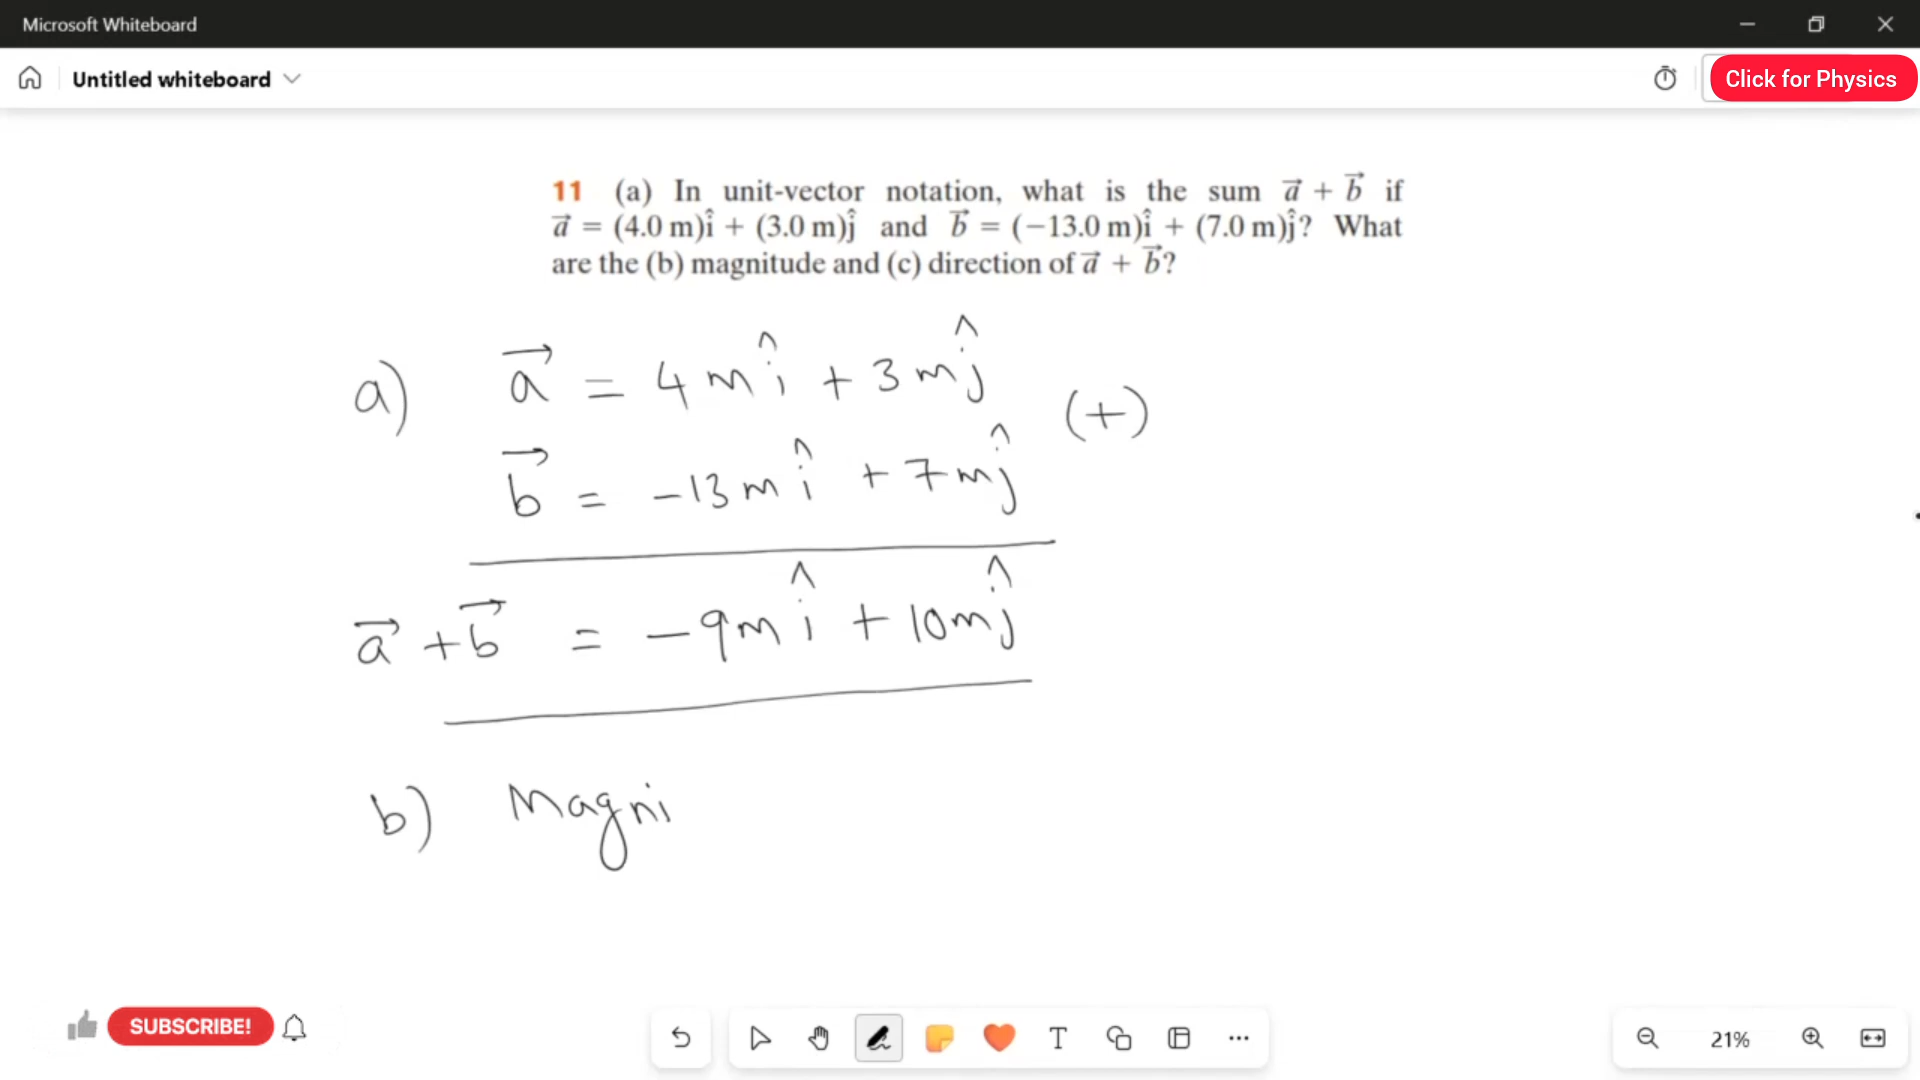 Microsoft Whiteboard
Untitled whiteboard
Click for Physics
11 (a) In unit-vector notation, what is the sum a⃗ + b⃗ if
a⃗ = (4.0 m)î + (3.0 m)ĵ and b⃗ = (−13.0 m)î + (7.0 m)ĵ? What
are the (b) magnitude and (c) direction of a⃗ + b⃗?
a) a⃗ = 4 m î + 3 m ĵ
(+)
b⃗ = −13 m î + 7 m ĵ
a⃗ + b⃗ = −9 m î + 10 m ĵ
b) Magni
SUBSCRIBE!
T
21%